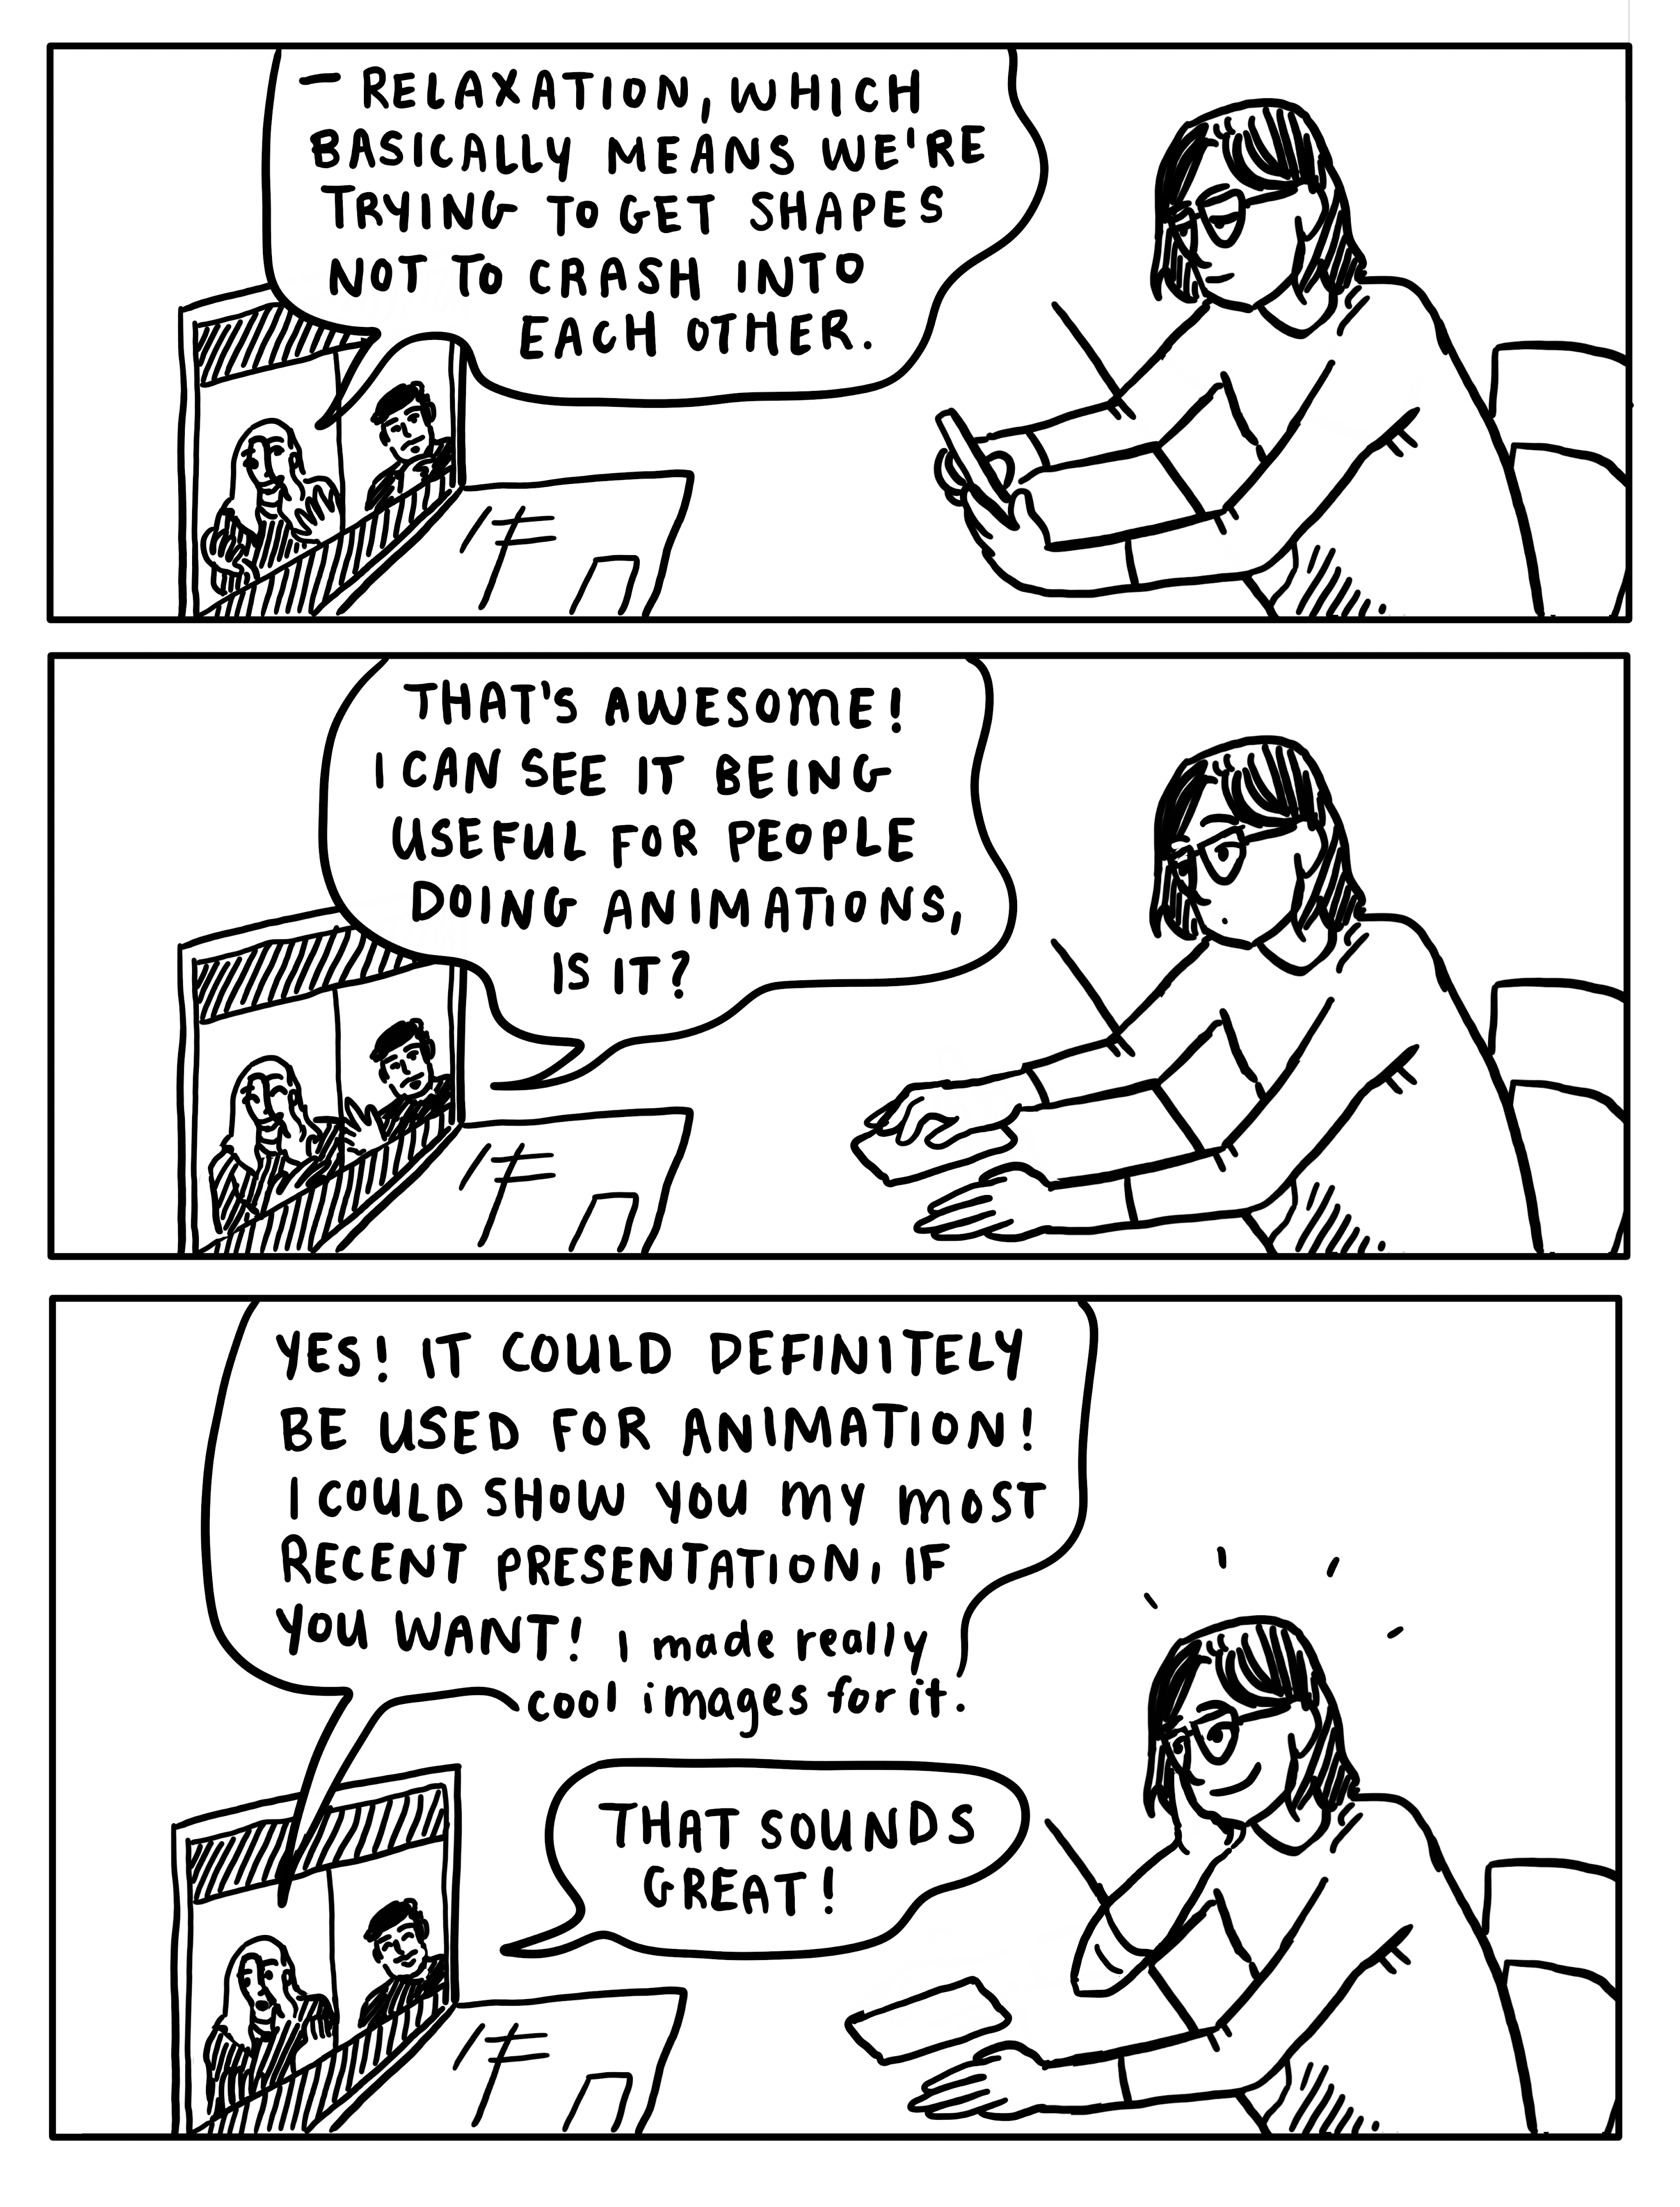 — RELAXATION, WHICH
BASICALLY MEANS WE'RE
TRYING TO GET SHAPES
NOT TO CRASH INTO
EACH OTHER.
THAT'S AWESOME!
I CAN SEE IT BEING
USEFUL FOR PEOPLE
DOING ANIMATIONS,
IS IT?
YES! IT COULD DEFINITELY
BE USED FOR ANIMATION!
I COULD SHOW YOU MY MOST
RECENT PRESENTATION, IF
YOU WANT! I made really
cool images for it.
THAT SOUNDS
GREAT!